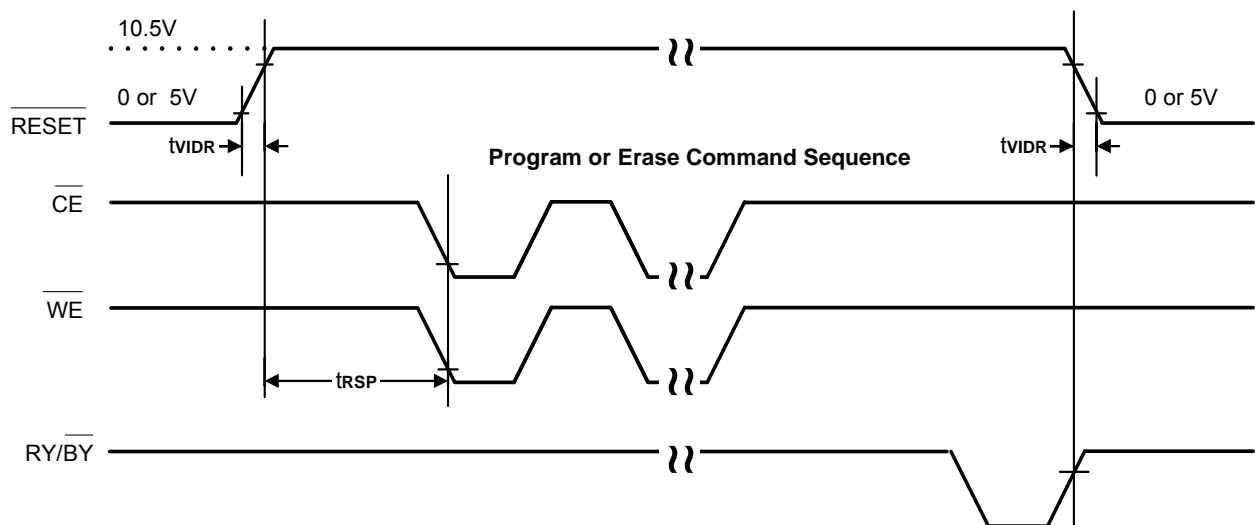 10.5V
0 or 5V
0 or 5V
RESET
tVIDR
tVIDR
Program or Erase Command Sequence
CE
WE
tRSP
RY/BY